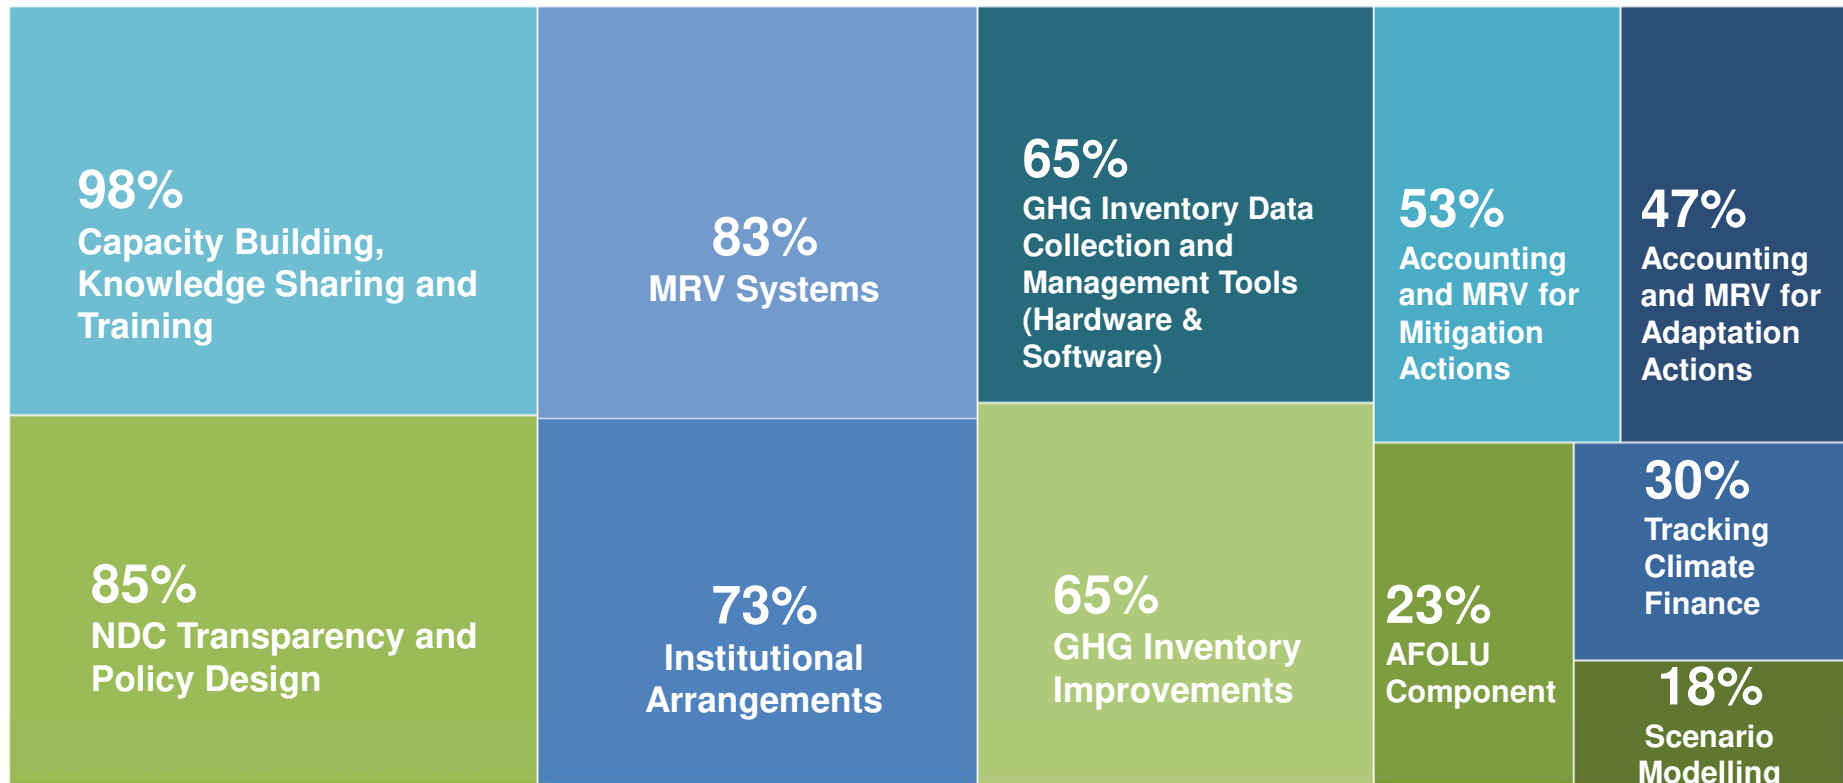 98%
Capacity Building,
Knowledge Sharing and
Training
85%
NDC Transparency and
Policy Design
83%
MRV Systems
73%
Institutional
Arrangements
65%
GHG Inventory Data
Collection and
Management Tools
(Hardware &
Software)
65%
GHG Inventory
Improvements
53%
Accounting
and MRV for
Mitigation
Actions
47%
Accounting
and MRV for
Adaptation
Actions
23%
AFOLU
Component
30%
Tracking
Climate
Finance
18%
Scenario
Modelling